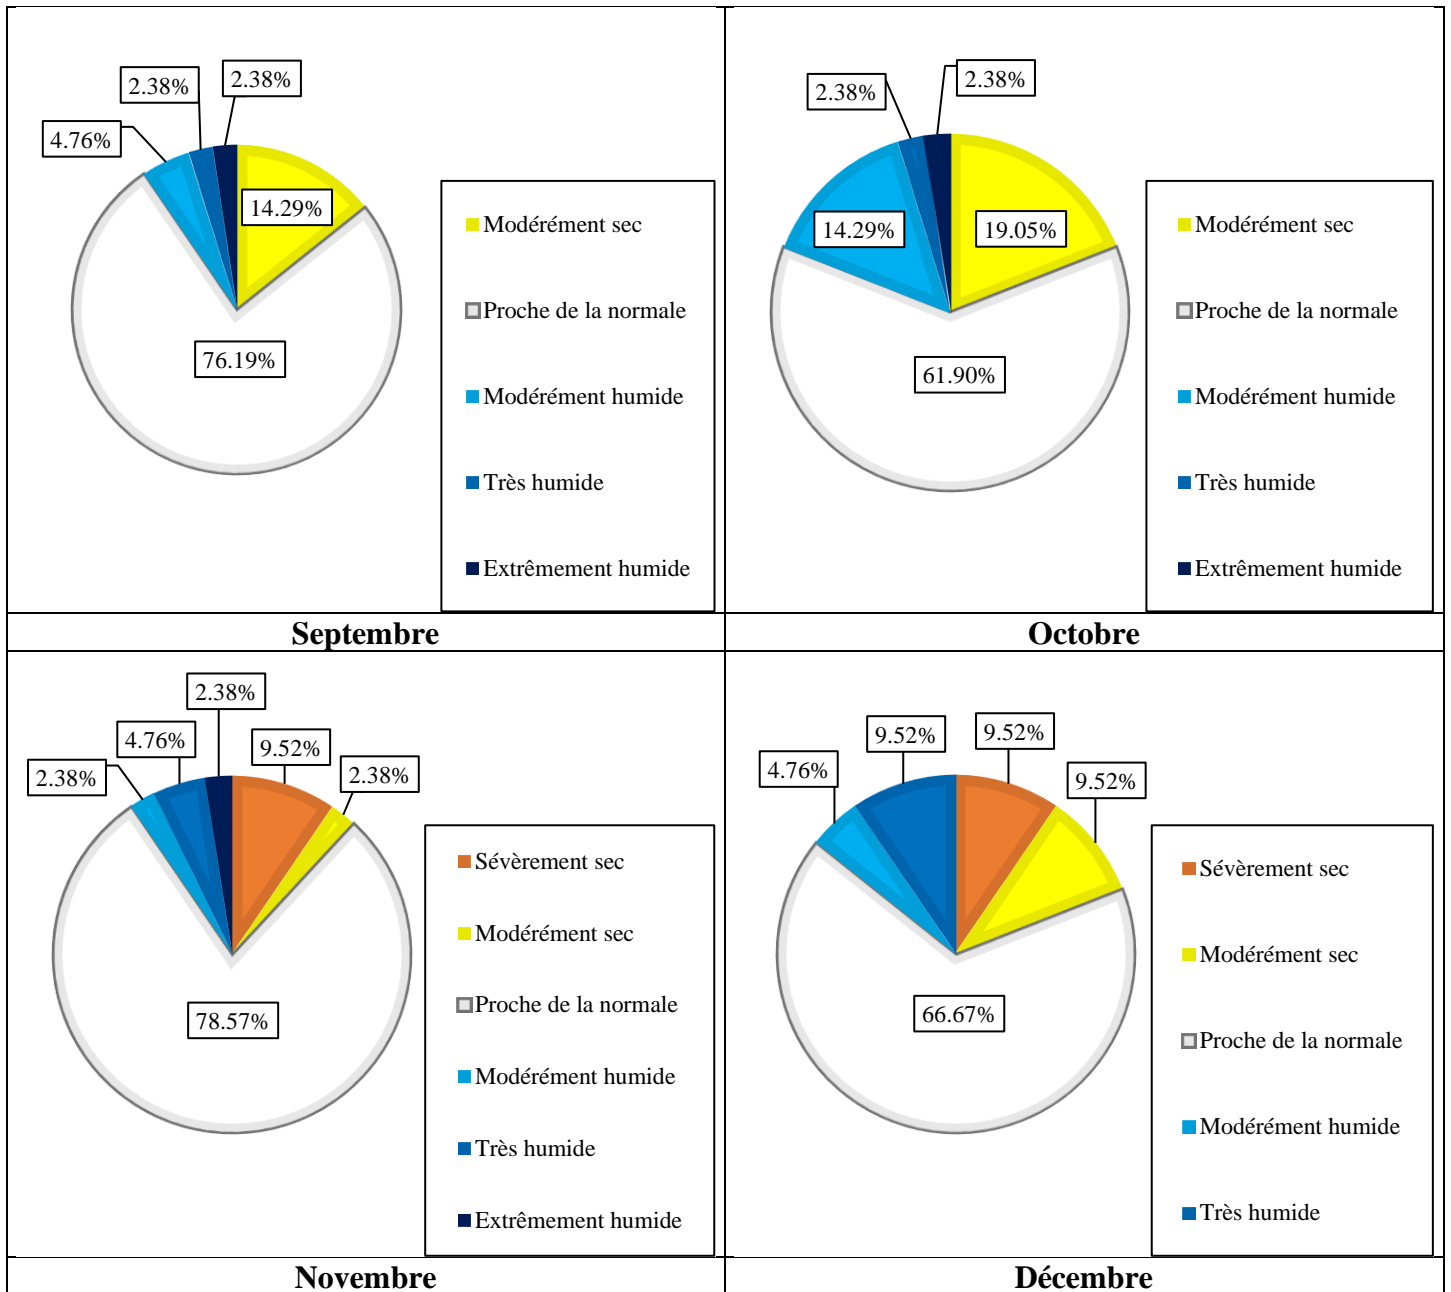 2.38%
2.38%
4.76%
14.29%
76.19%
Modérément sec
Proche de la normale
Modérément humide
Très humide
Extrêmement humide
Septembre
2.38%
2.38%
14.29%
19.05%
61.90%
Modérément sec
Proche de la normale
Modérément humide
Très humide
Extrêmement humide
Octobre
2.38%
4.76%
9.52%
2.38%
2.38%
78.57%
Sévèrement sec
Modérément sec
Proche de la normale
Modérément humide
Très humide
Extrêmement humide
Novembre
9.52%
9.52%
4.76%
9.52%
66.67%
Sévèrement sec
Modérément sec
Proche de la normale
Modérément humide
Très humide
Décembre